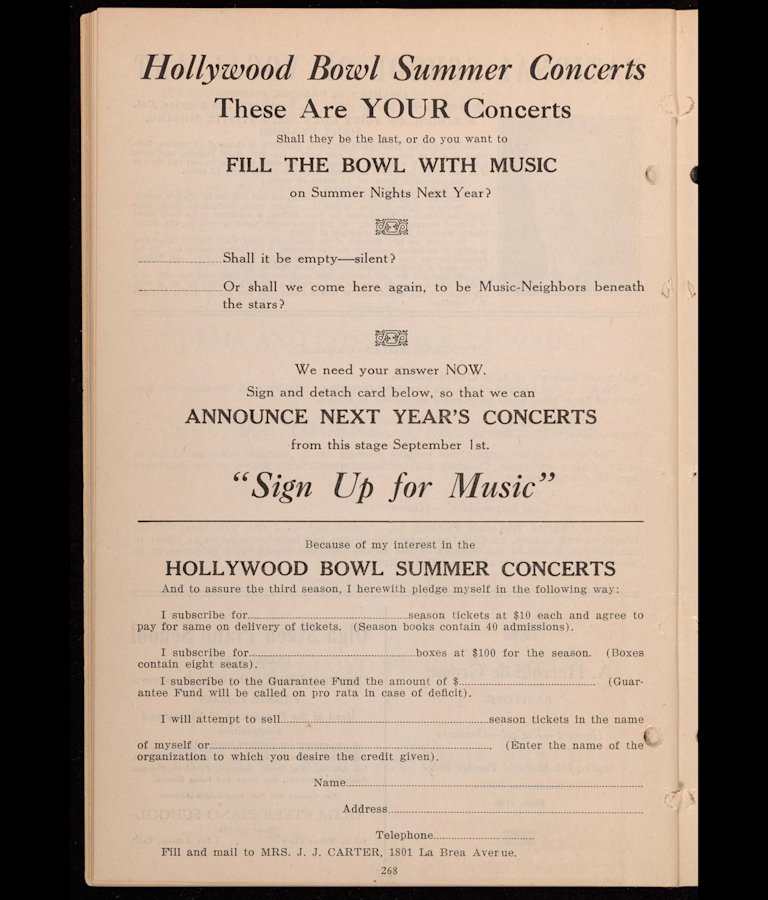 Hollywood Bowl Summer Concerts
These Are YOUR Concerts
Shall they be the last, or do you want to
FILL THE BOWL WITH MUSIC
on Summer Nights Next Year?
Shall it be empty—silent?
Or shall we come here again, to be Music-Neighbors beneath
the stars?
We need your answer NOW.
Sign and detach card below, so that we can
ANNOUNCE NEXT YEAR'S CONCERTS
from this stage September 1st.
"Sign Up for Music"
Because of my interest in the
HOLLYWOOD BOWL SUMMER CONCERTS
And to assure the third season, I herewith pledge myself in the following way:
I subscribe for........................................season tickets at $10 each and agree to
pay for same on delivery of tickets. (Season books contain 40 admissions).
I subscribe for..........................................boxes at $100 for the season. (Boxes
contain eight seats).
I subscribe to the Guarantee Fund the amount of $.................................. (Guar-
antee Fund will be called on pro rata in case of deficit).
I will attempt to sell....................................................season tickets in the name
of myself or........................................................................ (Enter the name of the
organization to which you desire the credit given).
Name...........................................................................
Address................................................................
Telephone.........................
Fill and mail to MRS. J. J. CARTER, 1801 La Brea Avenue.
268